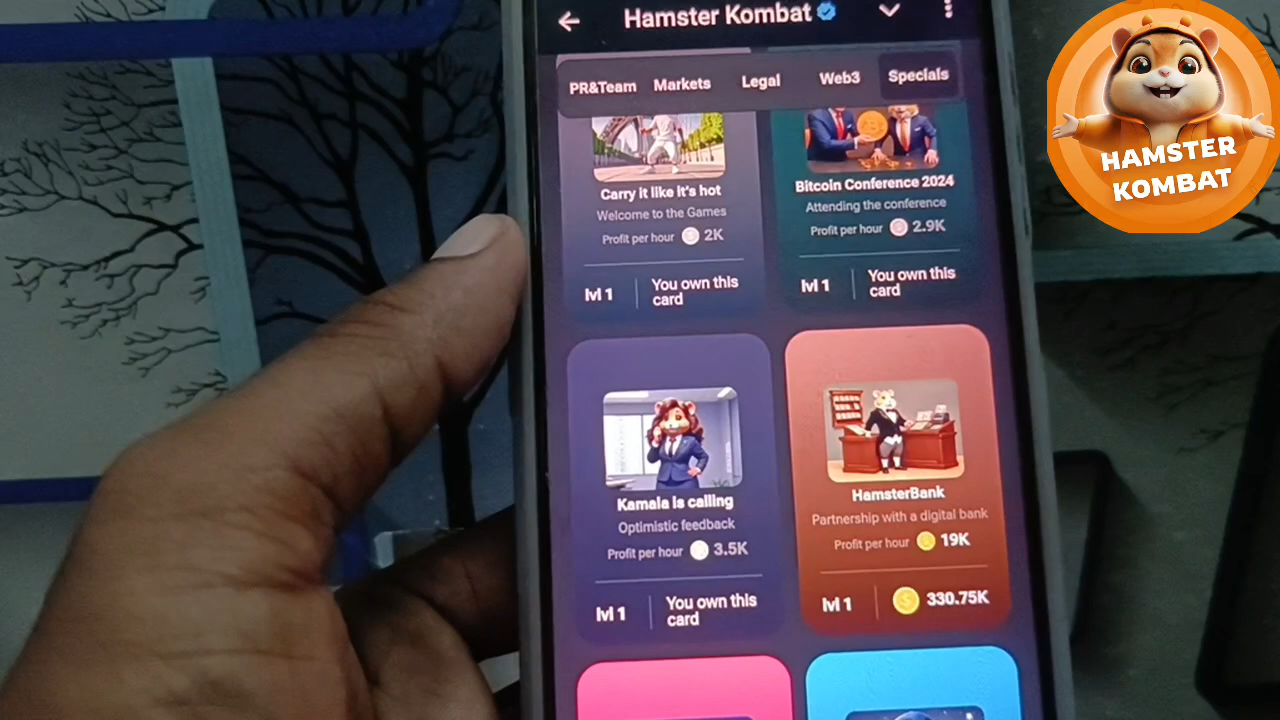 Hamster Kombat
PR&Team Markets Legal Web3 Specials
Carry it like it's hot
Welcome to the Games
Profit per hour 2K
lvl 1
You own this
card
Bitcoin Conference 2024
Attending the conference
Profit per hour 2.9K
lvl 1
You own this
card
Kamala is calling
Optimistic feedback
Profit per hour 3.5K
lvl 1
You own this
card
HamsterBank
Partnership with a digital bank
Profit per hour 19K
lvl 1
330.75K
HAMSTER
KOMBAT